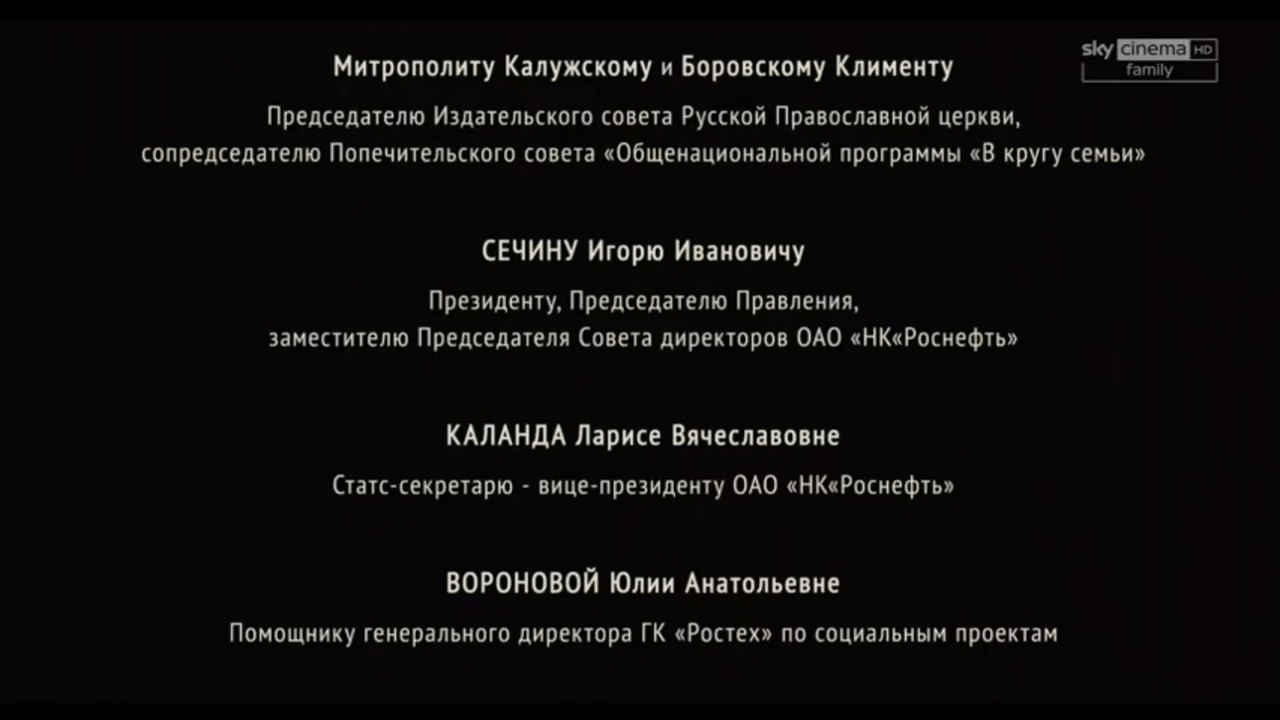 sky cinema HD
family
Митрополиту Калужскому и Боровскому Клименту
Председателю Издательского совета Русской Православной церкви,
сопредседателю Попечительского совета «Общенациональной программы «В кругу семьи»
СЕЧИНУ Игорю Ивановичу
Президенту, Председателю Правления,
заместителю Председателя Совета директоров ОАО «НК«Роснефть»
КАЛАНДА Ларисе Вячеславовне
Статс-секретарю - вице-президенту ОАО «НК«Роснефть»
ВОРОНОВОЙ Юлии Анатольевне
Помощнику генерального директора ГК «Ростех» по социальным проектам